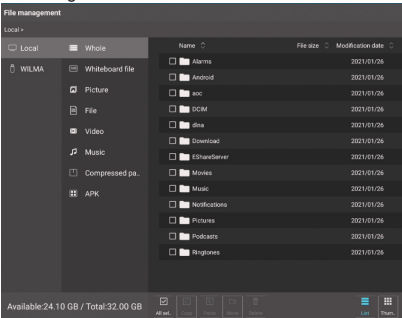 File management
Local >
Local
WILMA
Whole
Whiteboard file
Picture
File
Video
Music
Compressed pa..
APK
Name File size Modification date
Alarms 2021/01/26
Android 2021/01/26
aoc 2021/01/26
DCIM 2021/01/26
dlna 2021/01/26
Download 2021/01/26
EShareServer 2021/01/26
Movies 2021/01/26
Music 2021/01/26
Notifications 2021/01/26
Pictures 2021/01/26
Podcasts 2021/01/26
Ringtones 2021/01/26
Available:24.10 GB / Total:32.00 GB
All sel.. Copy Paste Move Delete List Thum..